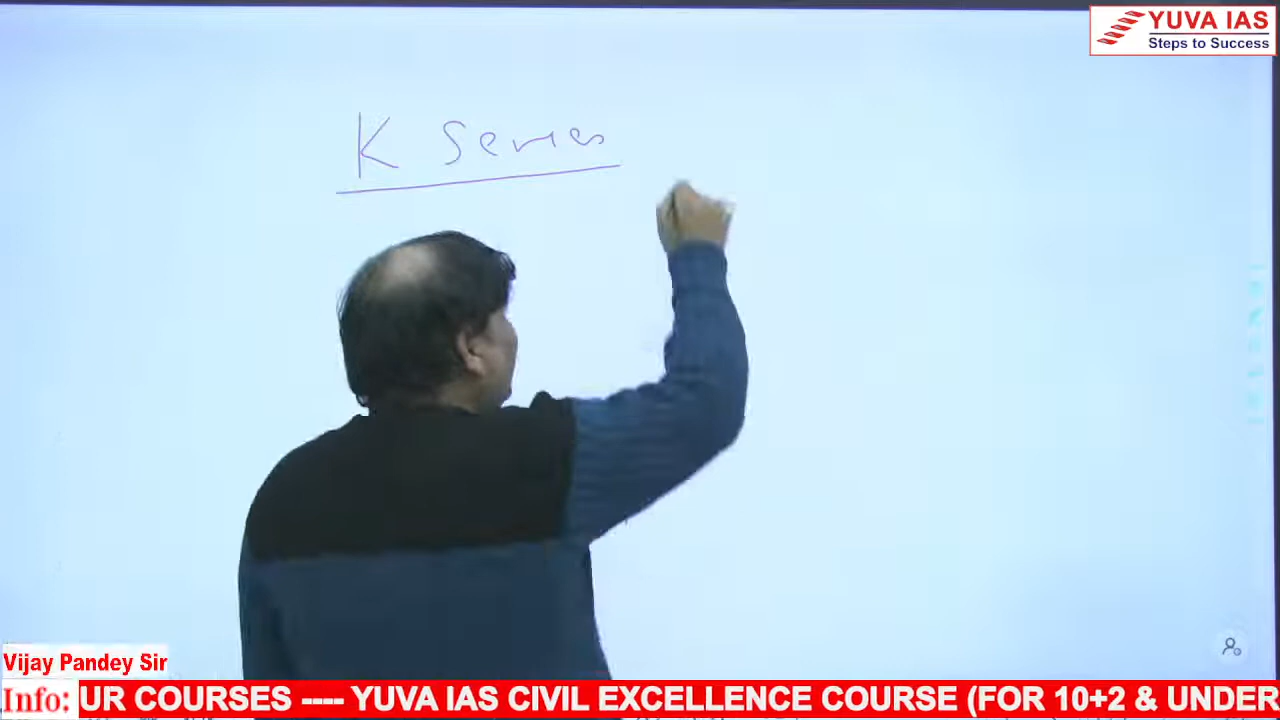 YUVA IAS
Steps to Success
K Series
Vijay Pandey Sir
Info: UR COURSES ---- YUVA IAS CIVIL EXCELLENCE COURSE (FOR 10+2 & UNDER